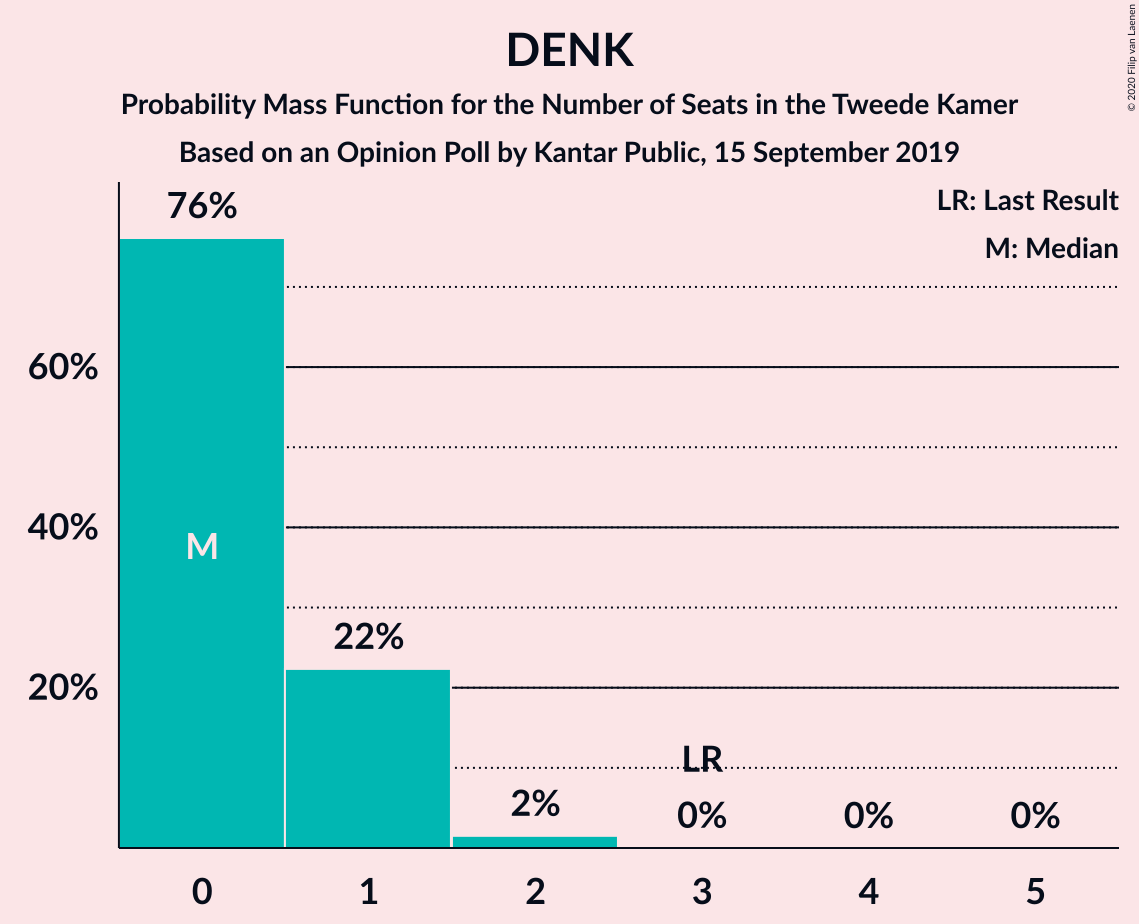 DENK
Probability Mass Function for the Number of Seats in the Tweede Kamer
Based on an Opinion Poll by Kantar Public, 15 September 2019
© 2020 Filip van Laenen
LR: Last Result
M: Median
76%
60%
40%
M
22%
20%
LR
2%
0%
0%
0%
0
1
2
3
4
5